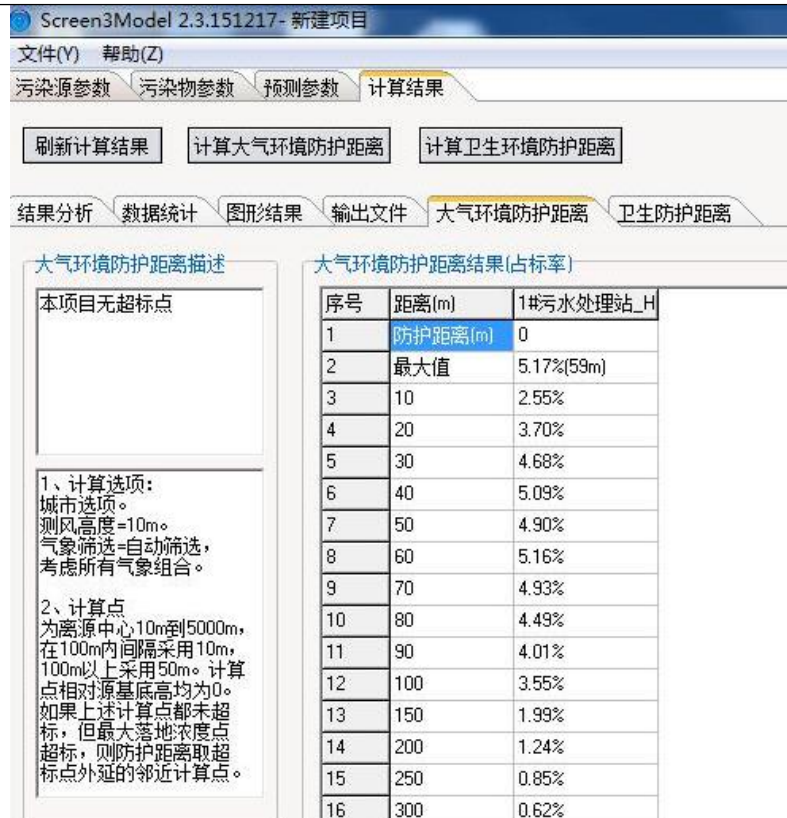 Screen3Model 2.3.151217- 新建项目
文件(Y) 帮助(Z)
污染源参数 污染物参数 预测参数 计算结果
刷新计算结果 计算大气环境防护距离 计算卫生环境防护距离
结果分析 数据统计 图形结果 输出文件 大气环境防护距离 卫生防护距离
大气环境防护距离描述
本项目无超标点
1、计算选项：
城市选项。
测风高度=10m。
气象筛选=自动筛选，
考虑所有气象组合。
2、计算点
为离源中心10m到5000m，
在100m内间隔采用10m，
100m以上采用50m。计算
点相对源基底高均为0。
如果上述计算点都未超
标，但最大落地浓度点
超标，则防护距离取超
标点外延的邻近计算点。
大气环境防护距离结果(占标率)
序号 距离(m) 1#污水处理站_H
1 防护距离(m) 0
2 最大值 5.17%(59m)
3 10 2.55%
4 20 3.70%
5 30 4.68%
6 40 5.09%
7 50 4.90%
8 60 5.16%
9 70 4.93%
10 80 4.49%
11 90 4.01%
12 100 3.55%
13 150 1.99%
14 200 1.24%
15 250 0.85%
16 300 0.62%